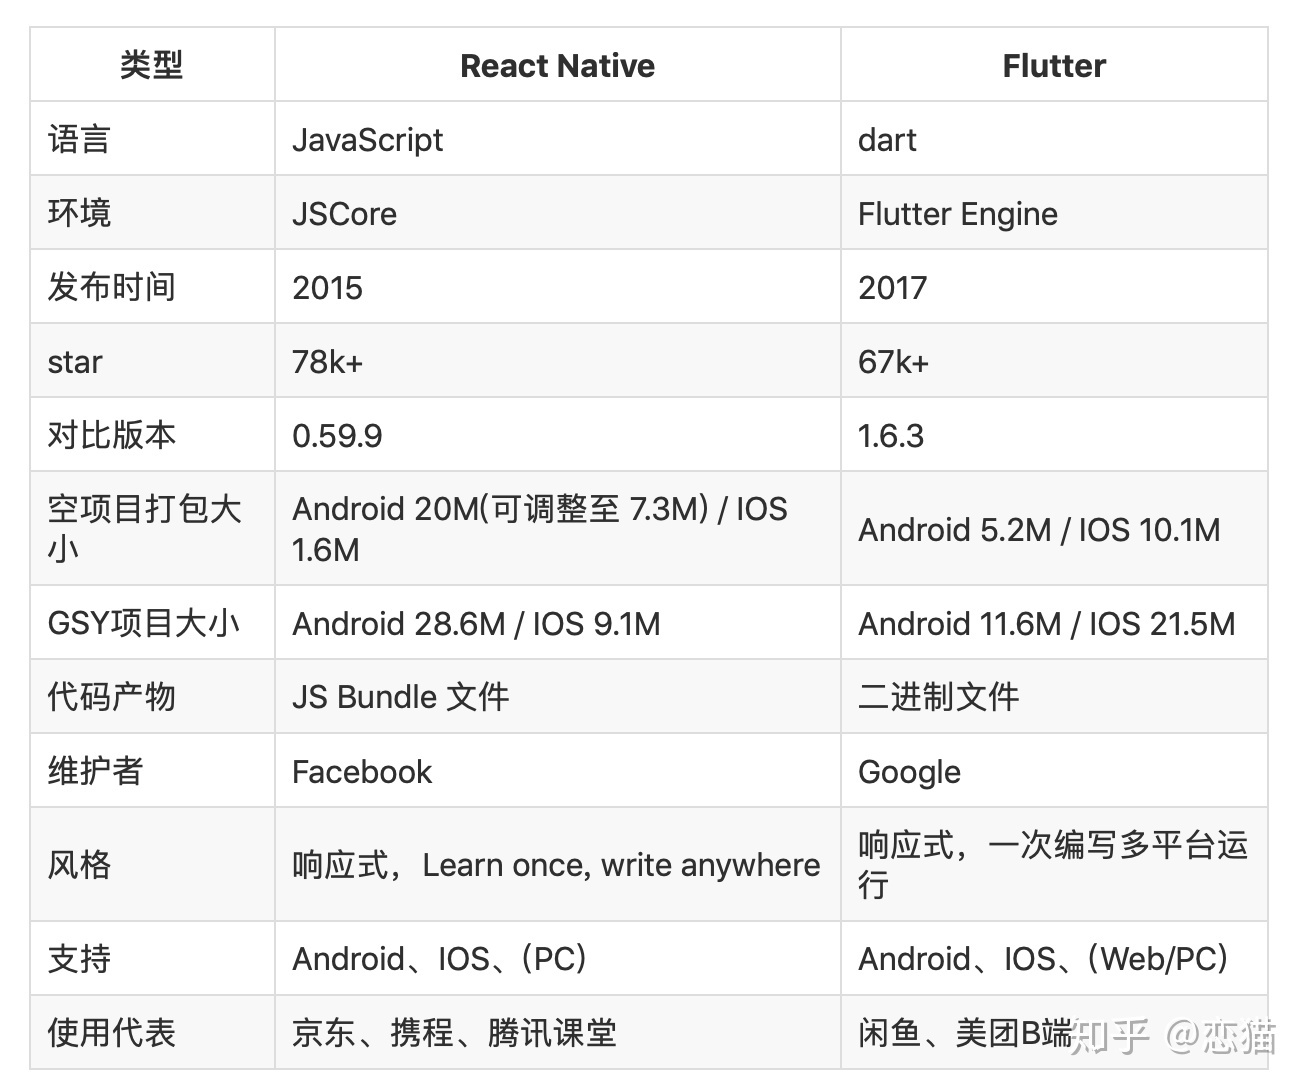 类型 React Native Flutter
语言 JavaScript dart
环境 JSCore Flutter Engine
发布时间 2015 2017
star 78k+ 67k+
对比版本 0.59.9 1.6.3
空项目打包大
小
Android 20M(可调整至 7.3M) / IOS
1.6M
Android 5.2M / IOS 10.1M
GSY项目大小 Android 28.6M / IOS 9.1M Android 11.6M / IOS 21.5M
代码产物 JS Bundle 文件 二进制文件
维护者 Facebook Google
风格 响应式，Learn once, write anywhere
响应式，一次编写多平台运
行
支持 Android、IOS、（PC） Android、IOS、（Web/PC）
使用代表 京东、携程、腾讯课堂 闲鱼、美团B端
知乎 @恋猫